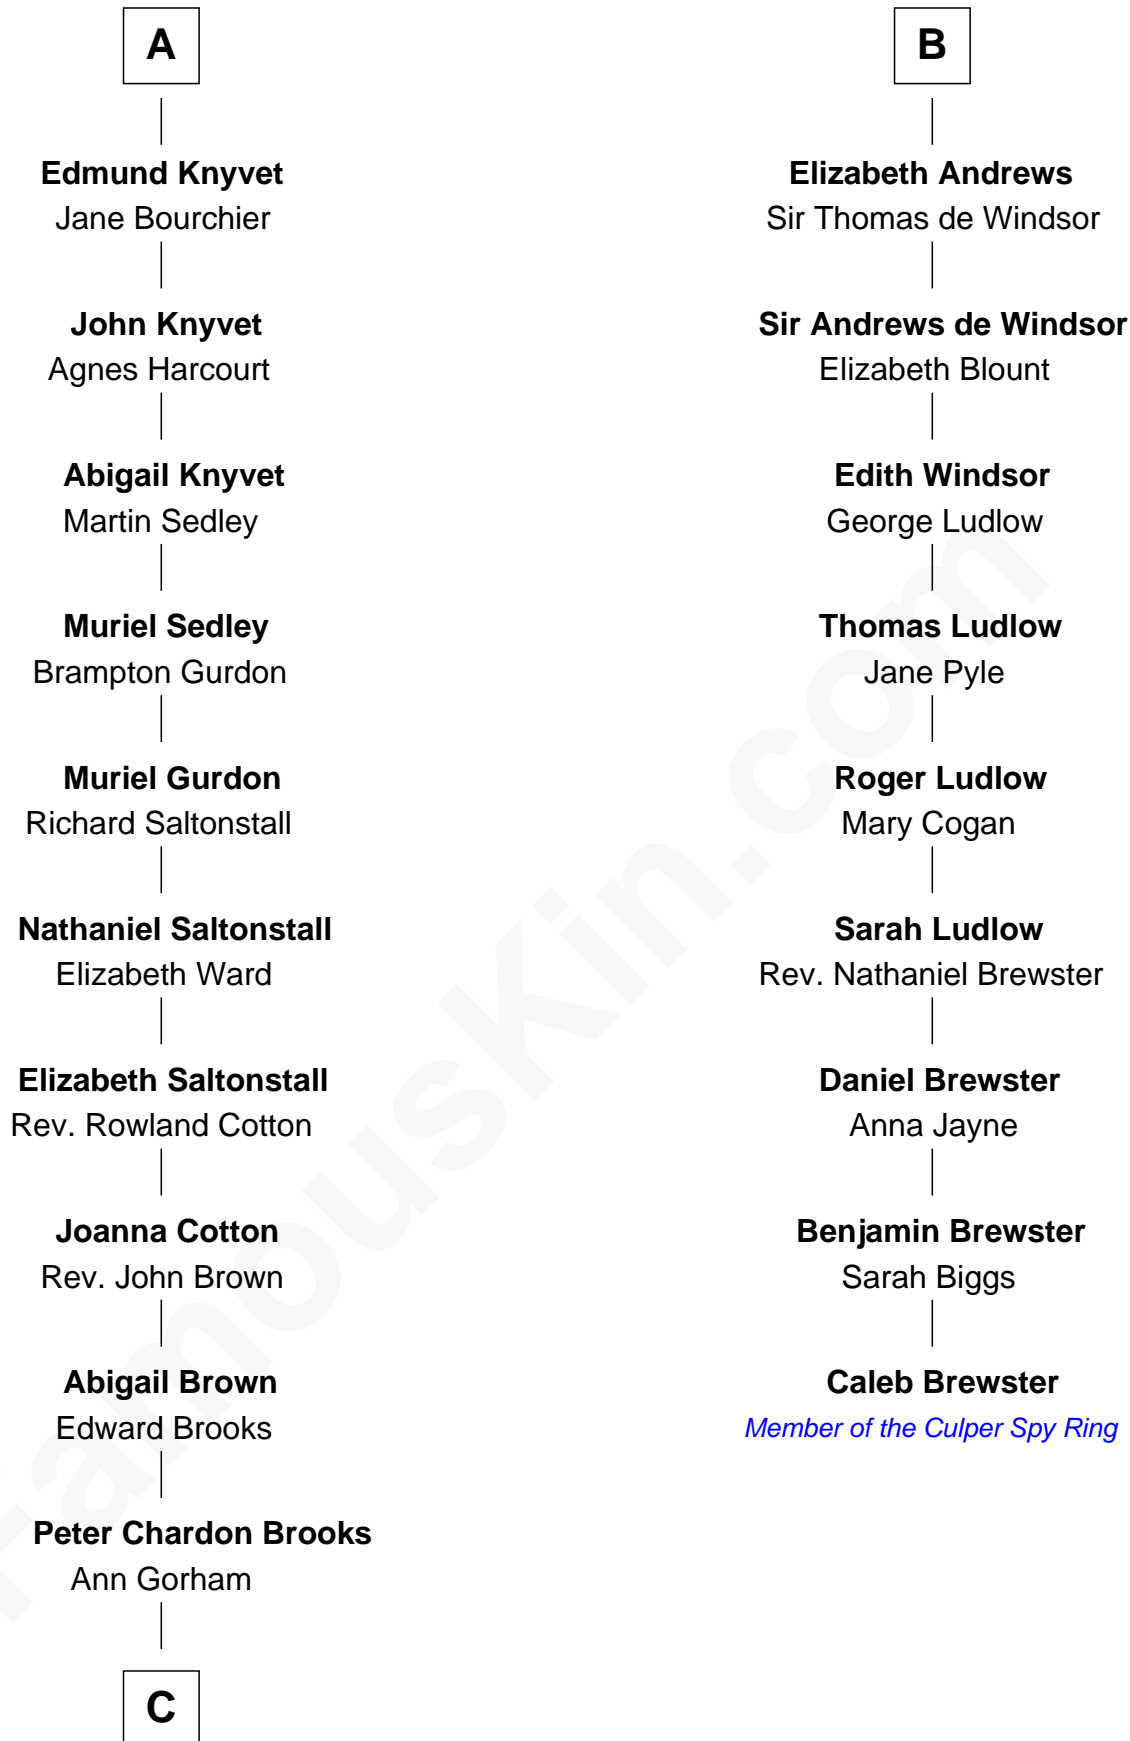 A
Edmund Knyvet
Jane Bourchier
John Knyvet
Agnes Harcourt
Abigail Knyvet
Martin Sedley
Muriel Sedley
Brampton Gurdon
Muriel Gurdon
Richard Saltonstall
Nathaniel Saltonstall
Elizabeth Ward
Elizabeth Saltonstall
Rev. Rowland Cotton
Joanna Cotton
Rev. John Brown
Abigail Brown
Edward Brooks
Peter Chardon Brooks
Ann Gorham
C
B
Elizabeth Andrews
Sir Thomas de Windsor
Sir Andrews de Windsor
Elizabeth Blount
Edith Windsor
George Ludlow
Thomas Ludlow
Jane Pyle
Roger Ludlow
Mary Cogan
Sarah Ludlow
Rev. Nathaniel Brewster
Daniel Brewster
Anna Jayne
Benjamin Brewster
Sarah Biggs
Caleb Brewster
Member of the Culper Spy Ring
FamousKin.com